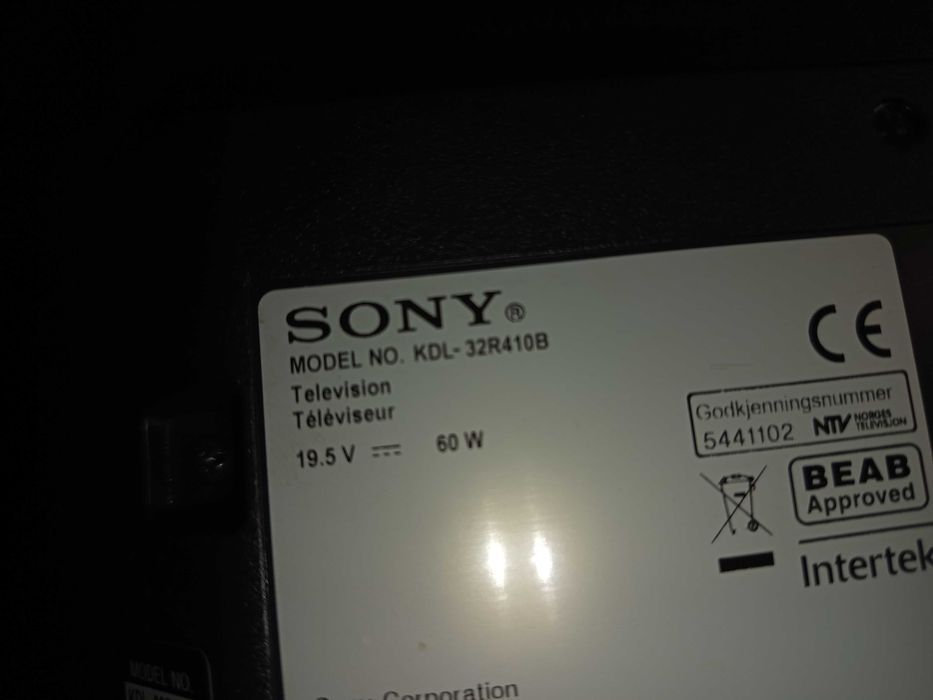 SONY®
MODEL NO. KDL-32R410B
Television
Téléviseur
19.5 V 60 W
CE
Godkjenningsnummer
5441102 NTV NORGES TELEVISJON
BEAB
Approved
Intertek
Corporation
MODEL NO.